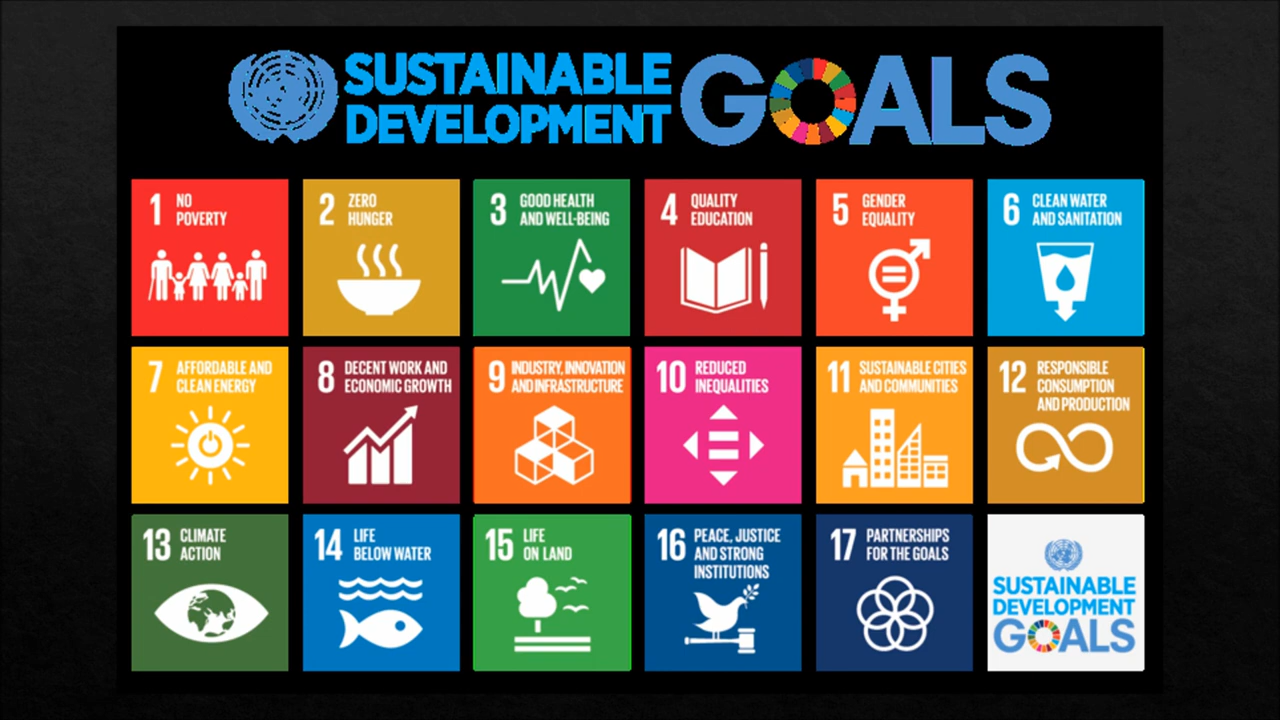 SUSTAINABLE
DEVELOPMENT
GOALS
1 NO
POVERTY
2 ZERO
HUNGER
3 GOOD HEALTH
AND WELL-BEING
4 QUALITY
EDUCATION
5 GENDER
EQUALITY
6 CLEAN WATER
AND SANITATION
7 AFFORDABLE AND
CLEAN ENERGY
8 DECENT WORK AND
ECONOMIC GROWTH
9 INDUSTRY, INNOVATION
AND INFRASTRUCTURE
10 REDUCED
INEQUALITIES
11 SUSTAINABLE CITIES
AND COMMUNITIES
12 RESPONSIBLE
CONSUMPTION
AND PRODUCTION
13 CLIMATE
ACTION
14 LIFE
BELOW WATER
15 LIFE
ON LAND
16 PEACE, JUSTICE
AND STRONG
INSTITUTIONS
17 PARTNERSHIPS
FOR THE GOALS
SUSTAINABLE
DEVELOPMENT
GOALS